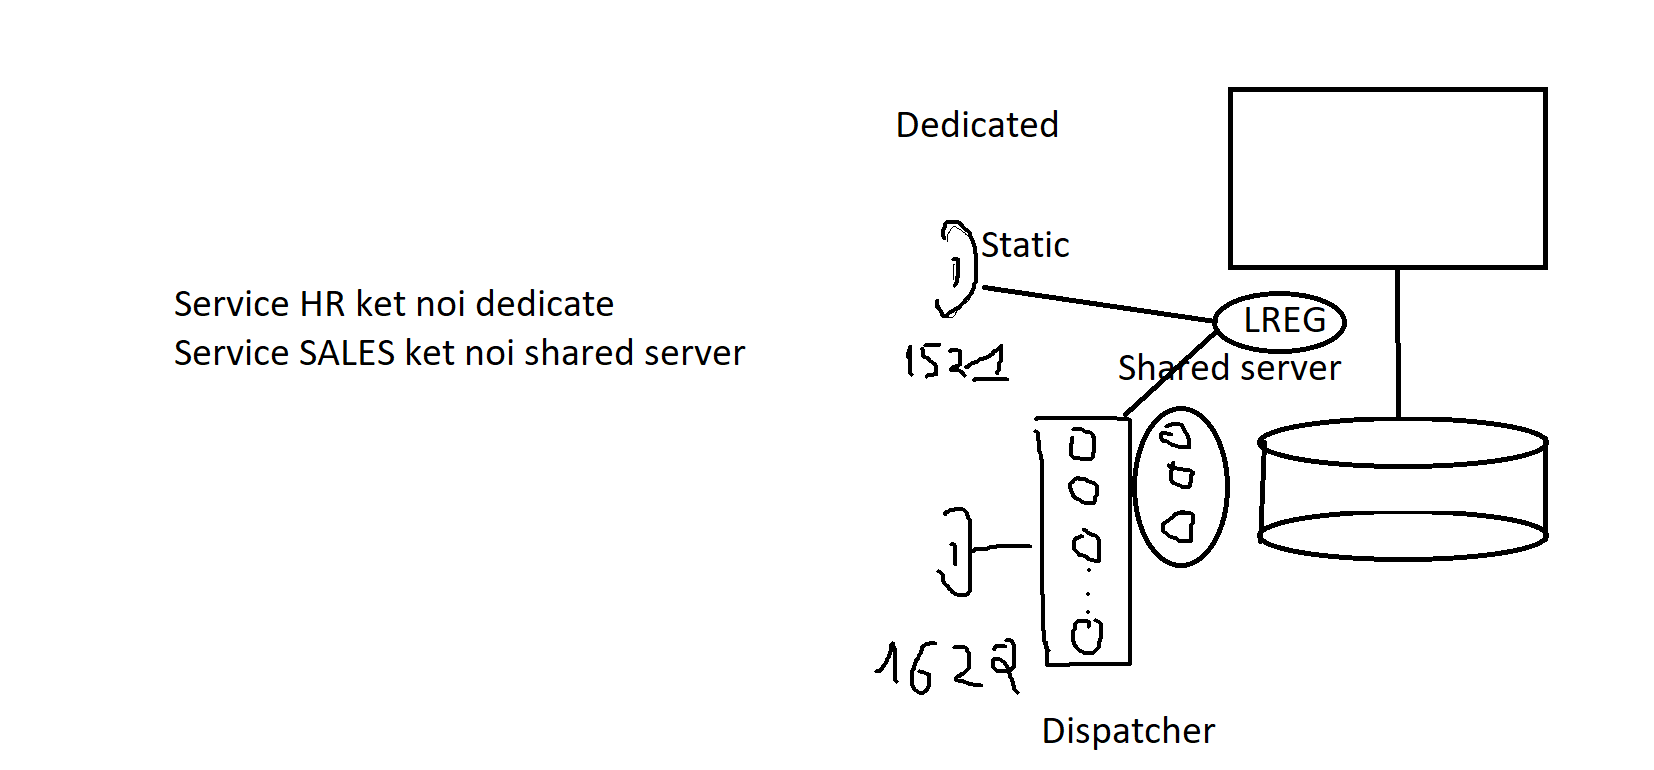 Dedicated
Static
Service HR ket noi dedicate
Service SALES ket noi shared server
LREG
1521
Shared server
1622
Dispatcher